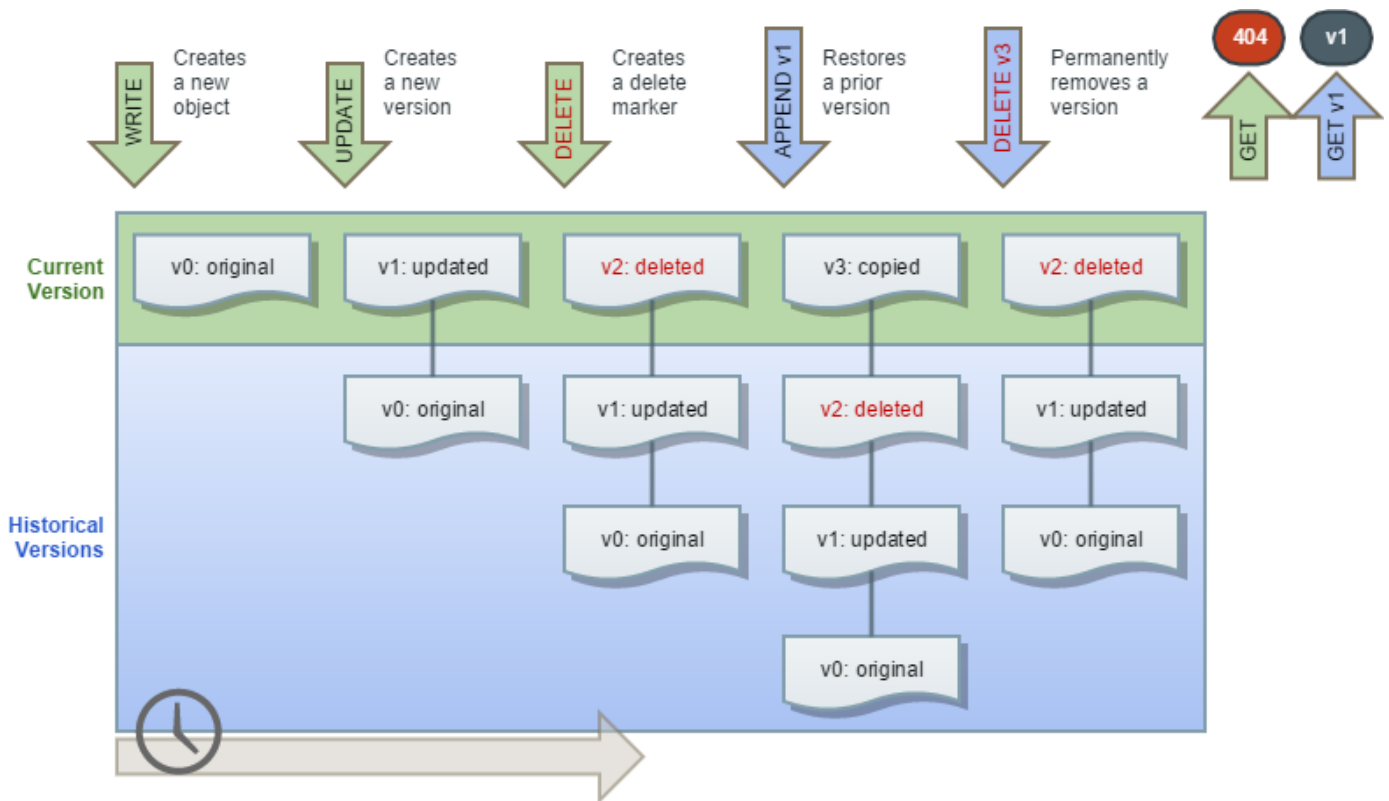 WRITE
Creates
a new
object
UPDATE
Creates
a new
version
DELETE
Creates
a delete
marker
APPEND v1
Restores
a prior
version
DELETE v3
Permanently
removes a
version
404
v1
GET
GET v1
Current
Version
v0: original
v1: updated
v2: deleted
v3: copied
v2: deleted
Historical
Versions
v0: original
v1: updated
v2: deleted
v1: updated
v0: original
v1: updated
v0: original
v0: original